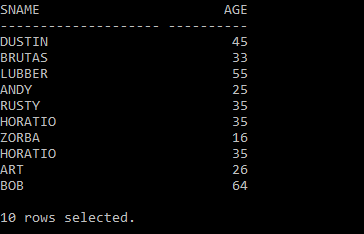 SNAME                       AGE
-------------------- ----------
DUSTIN                       45
BRUTAS                       33
LUBBER                       55
ANDY                         25
RUSTY                        35
HORATIO                      35
ZORBA                        16
HORATIO                      35
ART                          26
BOB                          64
10 rows selected.